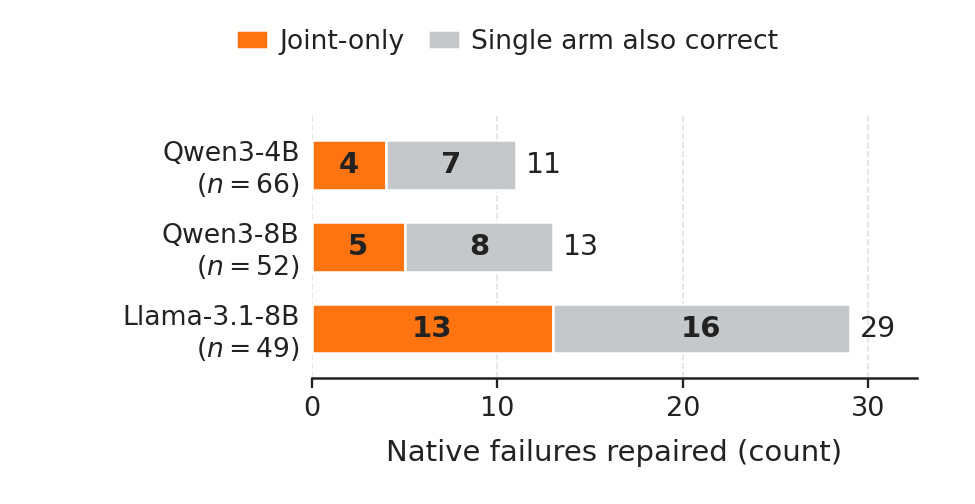 Joint-only Single arm also correct
Qwen3-4B
(n = 66)
4 7 11
Qwen3-8B
(n = 52)
5 8 13
Llama-3.1-8B
(n = 49)
13 16 29
0 10 20 30
Native failures repaired (count)